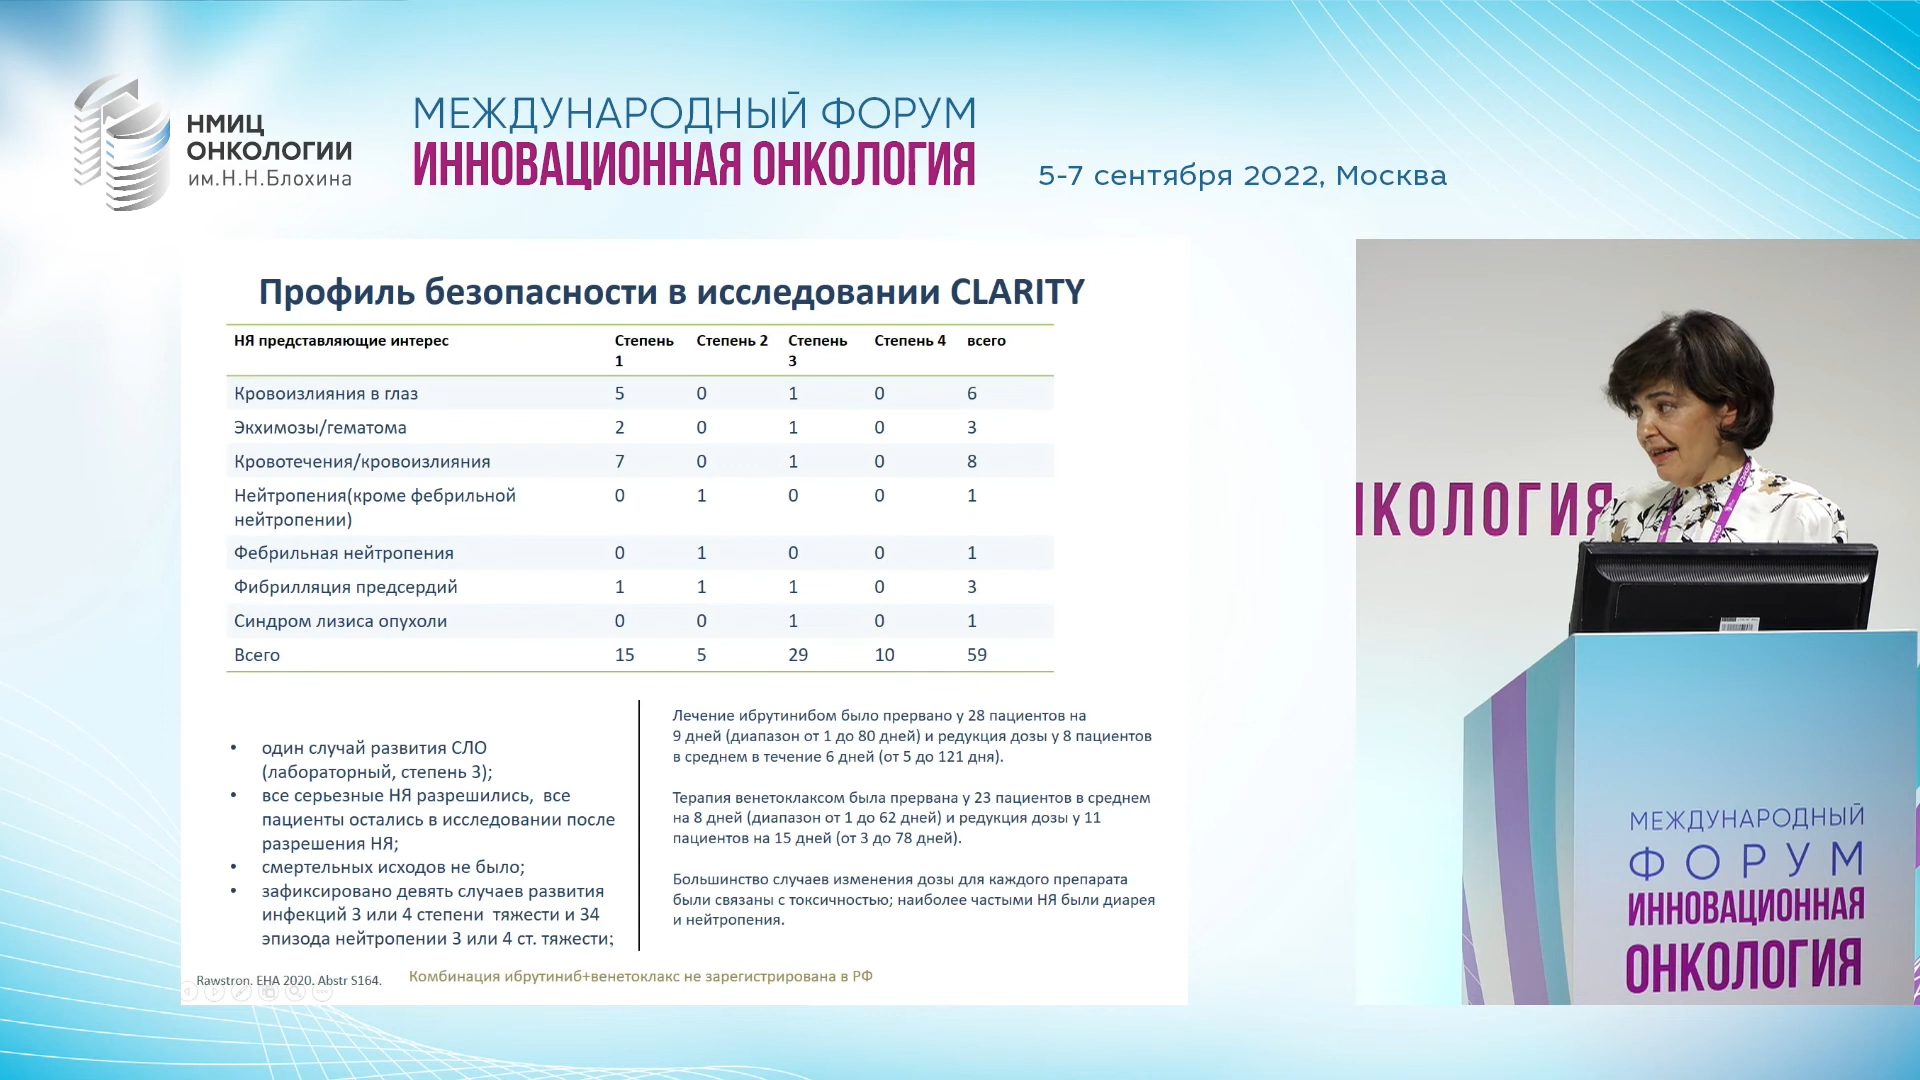 НМИЦ
ОНКОЛОГИИ
им.Н.Н.Блохина
МЕЖДУНАРОДНЫЙ ФОРУМ
ИННОВАЦИОННАЯ ОНКОЛОГИЯ
5-7 сентября 2022, Москва
Профиль безопасности в исследовании CLARITY
НЯ представляющие интерес Степень 1 Степень 2 Степень 3 Степень 4 всего
Кровоизлияния в глаз 5 0 1 0 6
Экхимозы/гематома 2 0 1 0 3
Кровотечения/кровоизлияния 7 0 1 0 8
Нейтропения(кроме фебрильной 0 1 0 0 1
нейтропении)
Фебрильная нейтропения 0 1 0 0 1
Фибрилляция предсердий 1 1 1 0 3
Синдром лизиса опухоли 0 0 1 0 1
Всего 15 5 29 10 59
• один случай развития СЛО
(лабораторный, степень 3);
• все серьезные НЯ разрешились, все
пациенты остались в исследовании после
разрешения НЯ;
• смертельных исходов не было;
• зафиксировано девять случаев развития
инфекций 3 или 4 степени тяжести и 34
эпизода нейтропении 3 или 4 ст. тяжести;
Лечение ибрутинибом было прервано у 28 пациентов на
9 дней (диапазон от 1 до 80 дней) и редукция дозы у 8 пациентов
в среднем в течение 6 дней (от 5 до 121 дня).
Терапия венетоклаксом была прервана у 23 пациентов в среднем
на 8 дней (диапазон от 1 до 62 дней) и редукция дозы у 11
пациентов на 15 дней (от 3 до 78 дней).
Большинство случаев изменения дозы для каждого препарата
были связаны с токсичностью; наиболее частыми НЯ были диарея
и нейтропения.
Rawstron. EHA 2020. Abstr S164.
Комбинация ибрутиниб+венетоклакс не зарегистрирована в РФ
НКОЛОГИЯ
МЕЖДУНАРОДНЫЙ
ФОРУМ
ИННОВАЦИОННАЯ
ОНКОЛОГИЯ